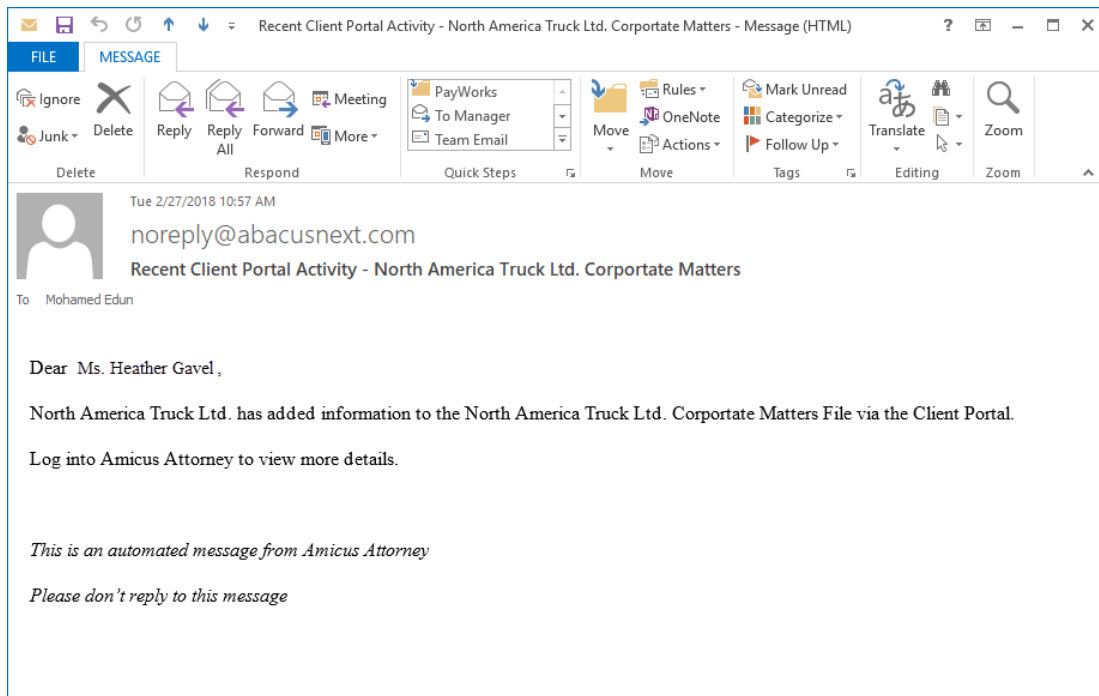 Recent Client Portal Activity - North America Truck Ltd. Corportate Matters - Message (HTML)
FILE MESSAGE
Ignore
Junk
Delete
Reply
Reply All
Forward
Meeting
More
PayWorks
To Manager
Team Email
Move
Rules
OneNote
Actions
Mark Unread
Categorize
Follow Up
Translate
Zoom
Delete Respond Quick Steps Move Tags Editing Zoom
Tue 2/27/2018 10:57 AM
noreply@abacusnext.com
Recent Client Portal Activity - North America Truck Ltd. Corportate Matters
To Mohamed Edun
Dear Ms. Heather Gavel ,
North America Truck Ltd. has added information to the North America Truck Ltd. Corportate Matters File via the Client Portal.
Log into Amicus Attorney to view more details.
This is an automated message from Amicus Attorney
Please don’t reply to this message